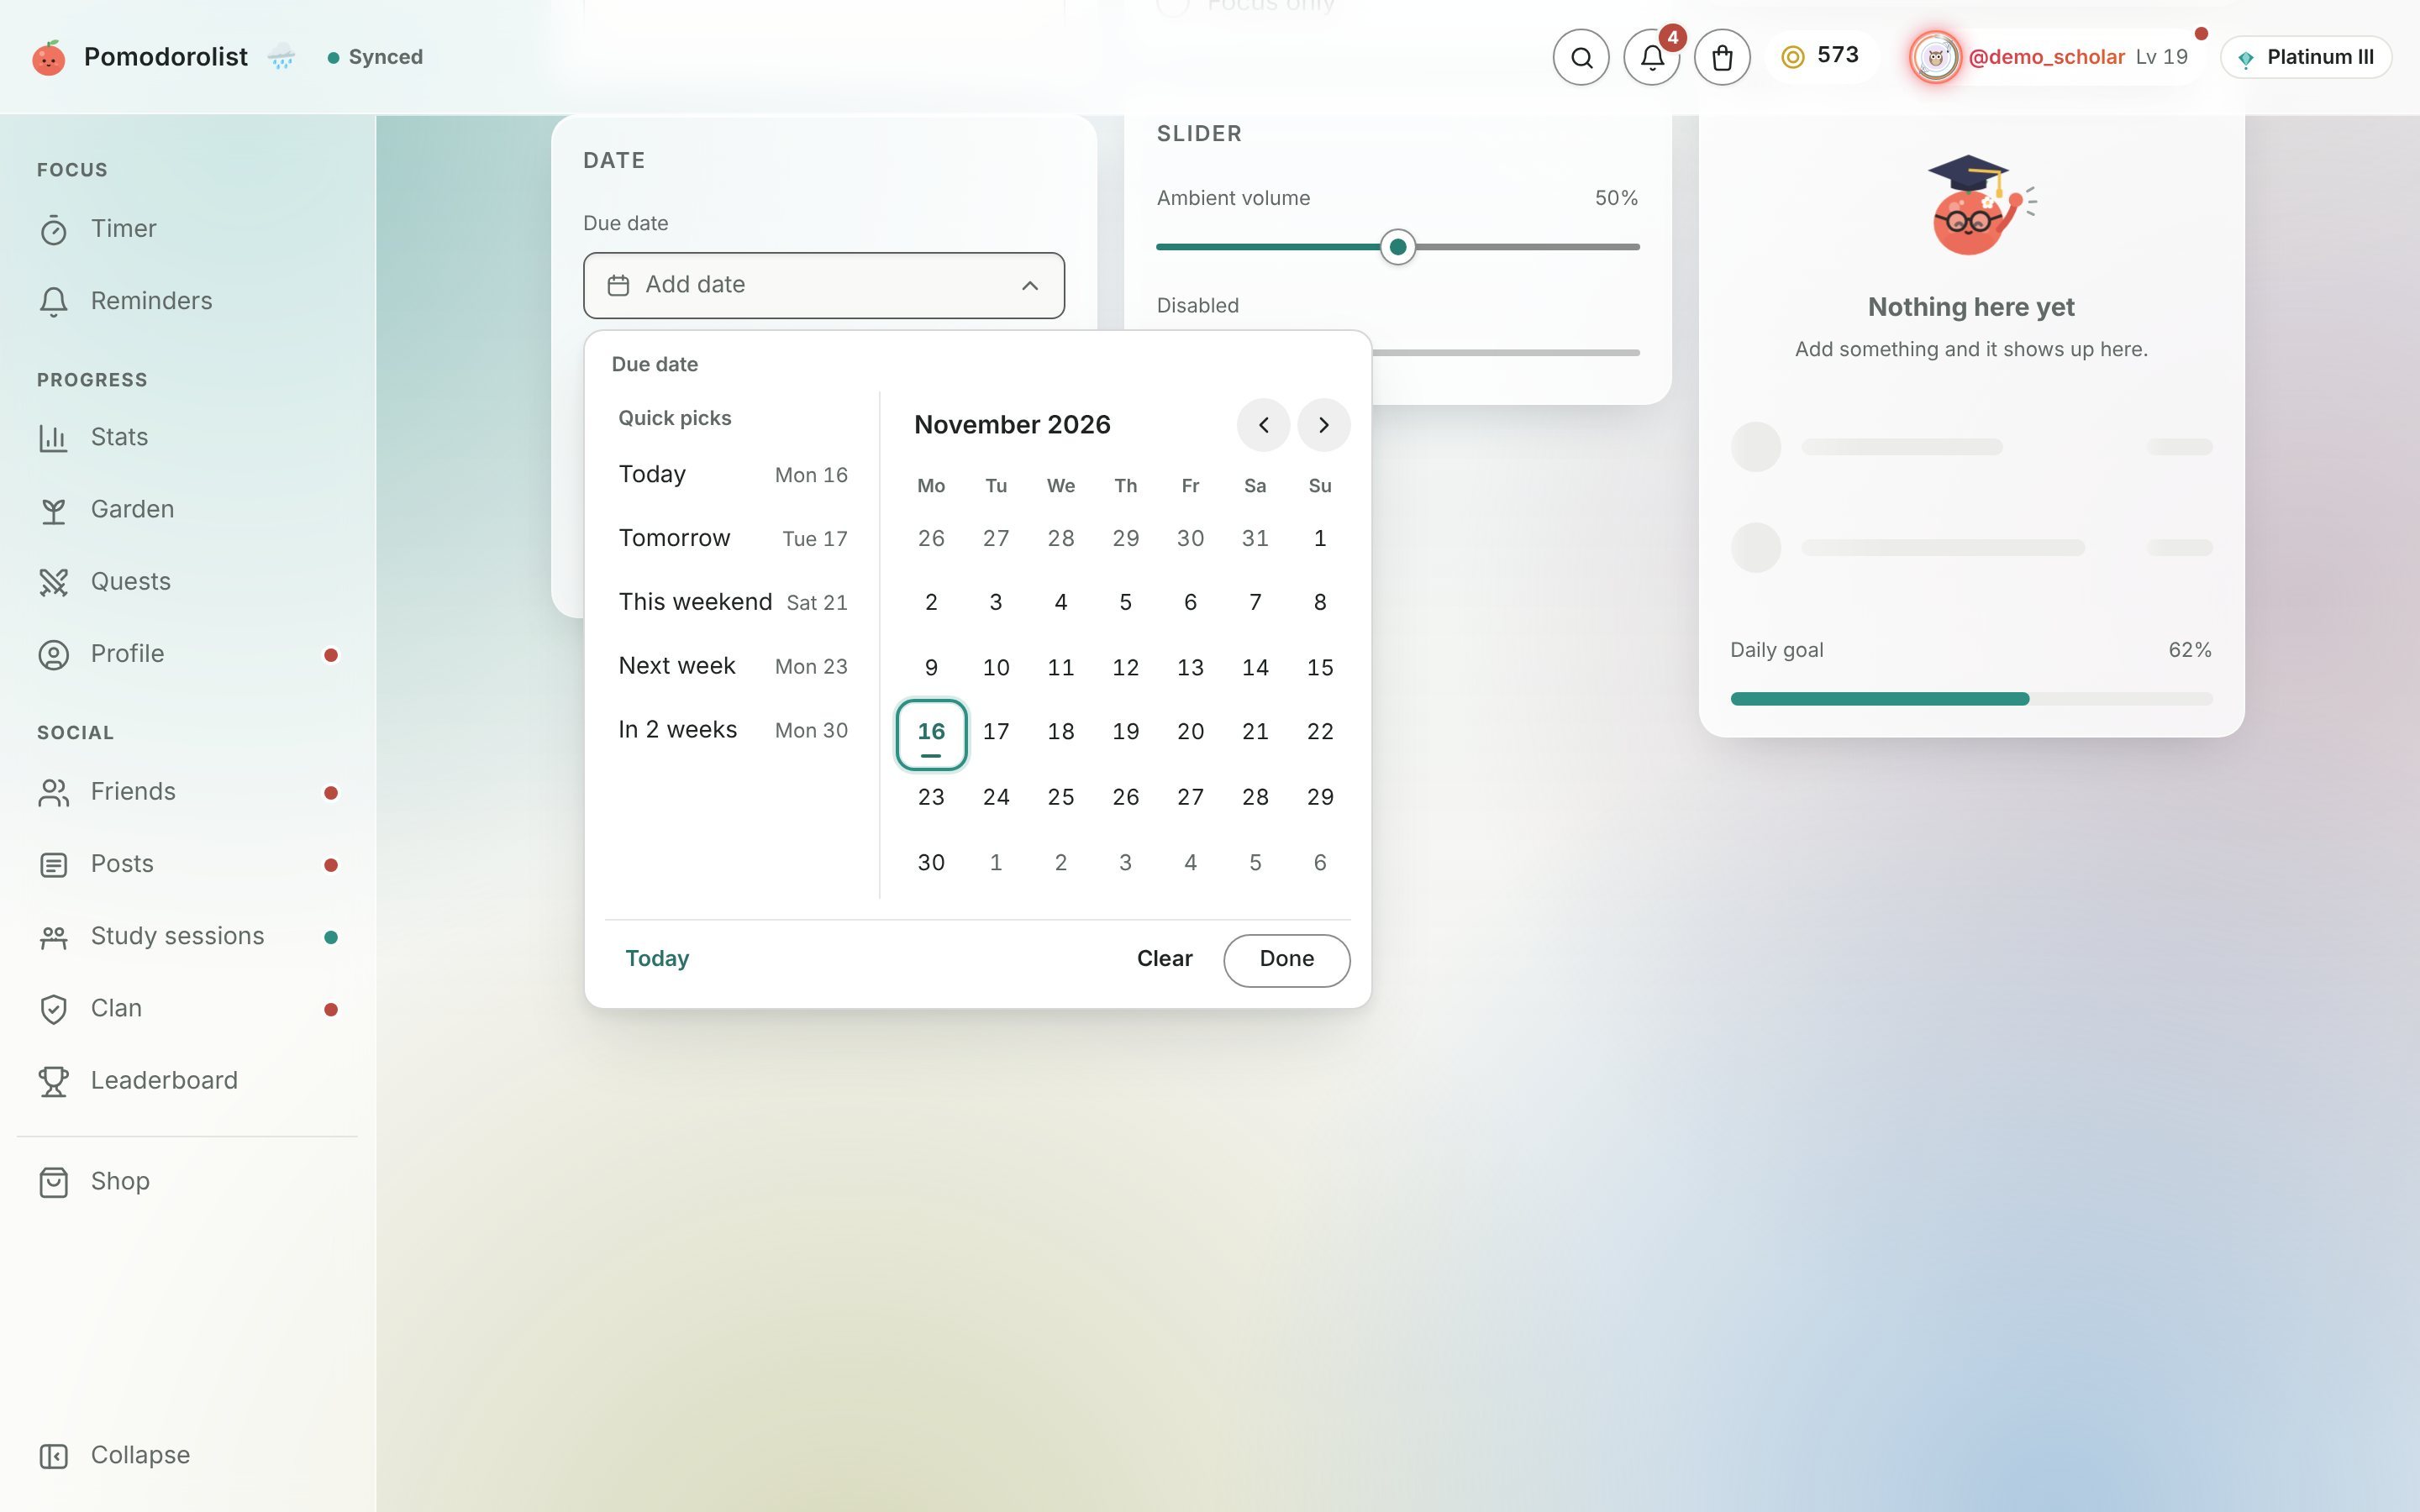 Focus only
Pomodorolist
Synced
4
573
@demo_scholar Lv 19
Platinum III
FOCUS
Timer
Reminders
PROGRESS
Stats
Garden
Quests
Profile
SOCIAL
Friends
Posts
Study sessions
Clan
Leaderboard
Shop
Collapse
DATE
Due date
Add date
Due date
Quick picks
Today Mon 16
Tomorrow Tue 17
This weekend Sat 21
Next week Mon 23
In 2 weeks Mon 30
November 2026
Mo Tu We Th Fr Sa Su
26 27 28 29 30 31 1
2 3 4 5 6 7 8
9 10 11 12 13 14 15
16 17 18 19 20 21 22
23 24 25 26 27 28 29
30 1 2 3 4 5 6
Today Clear Done
SLIDER
Ambient volume 50%
Disabled
Nothing here yet
Add something and it shows up here.
Daily goal 62%